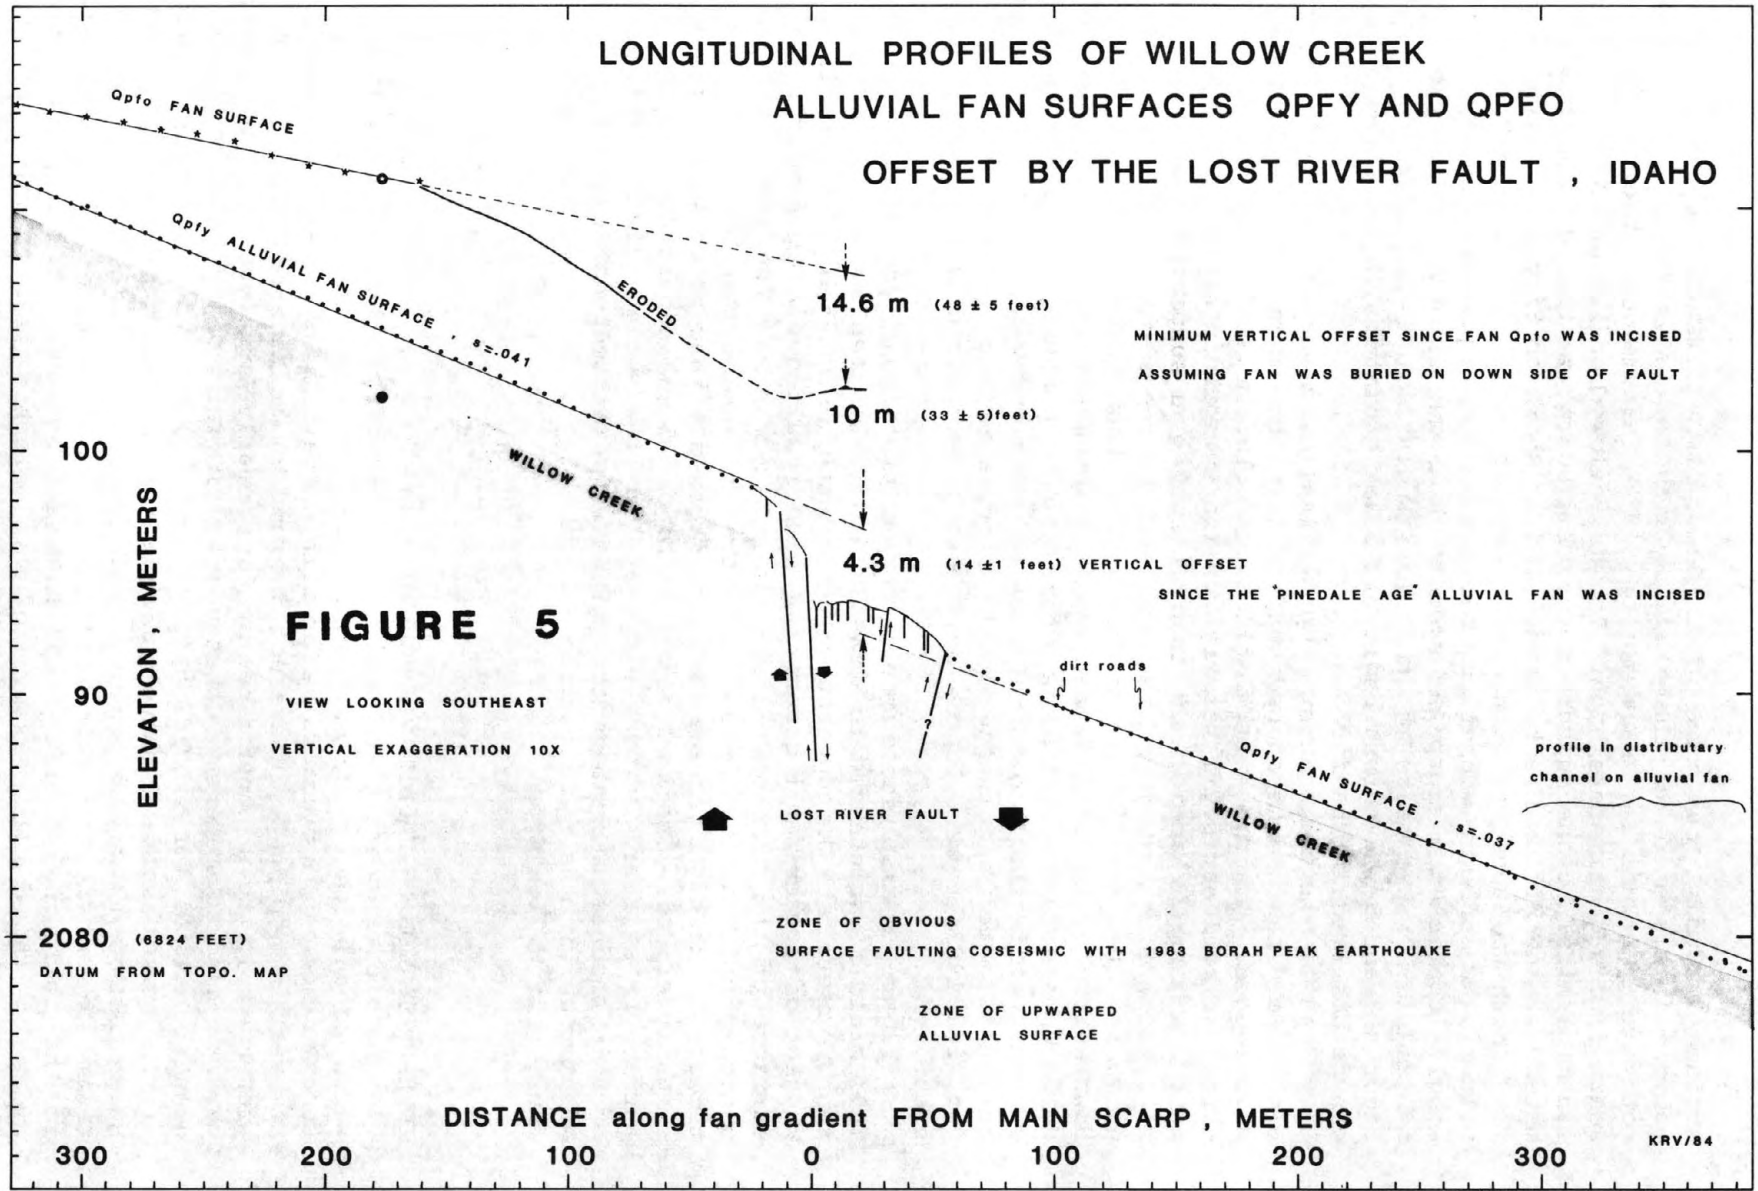 LONGITUDINAL PROFILES OF WILLOW CREEK
ALLUVIAL FAN SURFACES QPFY AND QPFO
OFFSET BY THE LOST RIVER FAULT , IDAHO
Qpfo FAN SURFACE
Qpfy ALLUVIAL FAN SURFACE , s=.041
ERODED
14.6 m (48 ± 5 feet)
MINIMUM VERTICAL OFFSET SINCE FAN Qpfo WAS INCISED
ASSUMING FAN WAS BURIED ON DOWN SIDE OF FAULT
10 m (33 ± 5)feet)
100
WILLOW CREEK
4.3 m (14 ±1 feet) VERTICAL OFFSET
SINCE THE "PINEDALE AGE" ALLUVIAL FAN WAS INCISED
ELEVATION , METERS
FIGURE 5
VIEW LOOKING SOUTHEAST
VERTICAL EXAGGERATION 10X
90
dirt roads
?
Qpfy FAN SURFACE , s=.037
WILLOW CREEK
profile in distributary
channel on alluvial fan
LOST RIVER FAULT
ZONE OF OBVIOUS
SURFACE FAULTING COSEISMIC WITH 1983 BORAH PEAK EARTHQUAKE
2080 (6824 FEET)
DATUM FROM TOPO. MAP
ZONE OF UPWARPED
ALLUVIAL SURFACE
DISTANCE along fan gradient FROM MAIN SCARP , METERS
KRV/84
300 200 100 0 100 200 300